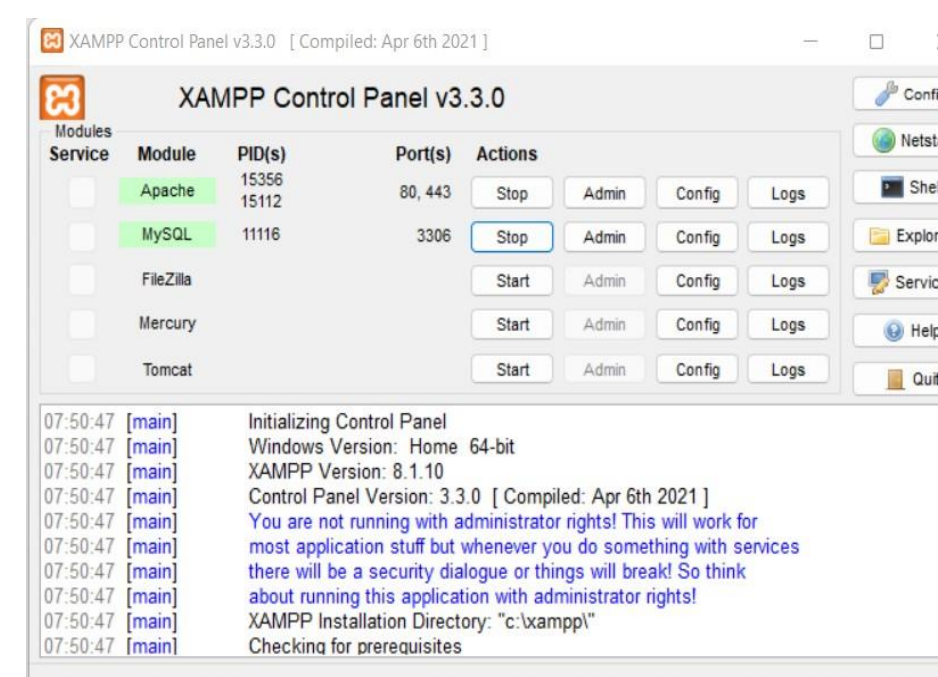 XAMPP Control Panel v3.3.0 [ Compiled: Apr 6th 2021 ]
XAMPP Control Panel v3.3.0
Modules
Service Module PID(s) Port(s) Actions
Apache 15356 15112 80, 443 Stop Admin Config Logs
MySQL 11116 3306 Stop Admin Config Logs
FileZilla Start Admin Config Logs
Mercury Start Admin Config Logs
Tomcat Start Admin Config Logs
Confi
Netsta
Shel
Explor
Servic
Help
Quit
07:50:47 [main] Initializing Control Panel
07:50:47 [main] Windows Version: Home 64-bit
07:50:47 [main] XAMPP Version: 8.1.10
07:50:47 [main] Control Panel Version: 3.3.0 [ Compiled: Apr 6th 2021 ]
07:50:47 [main] You are not running with administrator rights! This will work for
07:50:47 [main] most application stuff but whenever you do something with services
07:50:47 [main] there will be a security dialogue or things will break! So think
07:50:47 [main] about running this application with administrator rights!
07:50:47 [main] XAMPP Installation Directory: "c:\xampp\"
07:50:47 [main] Checking for prerequisites